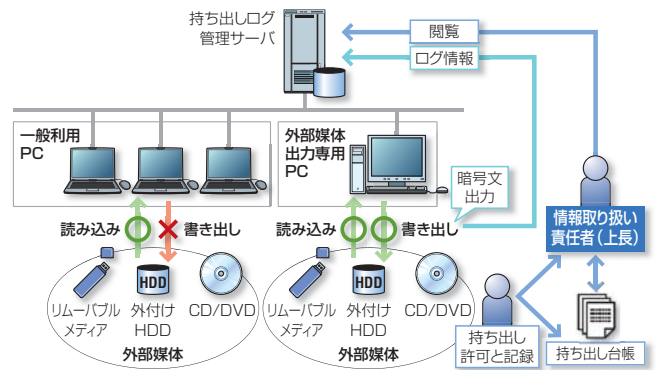 持ち出しログ
管理サーバ
閲覧
ログ情報
一般利用
PC
外部媒体
出力専用
PC
暗号文
出力
情報取り扱い
責任者(上長)
読み込み
書き出し
読み込み
書き出し
HDD
HDD
リムーバブル
メディア
外付け
HDD
CD/DVD
外部媒体
リムーバブル
メディア
外付け
HDD
CD/DVD
外部媒体
持ち出し
許可と記録
持ち出し台帳